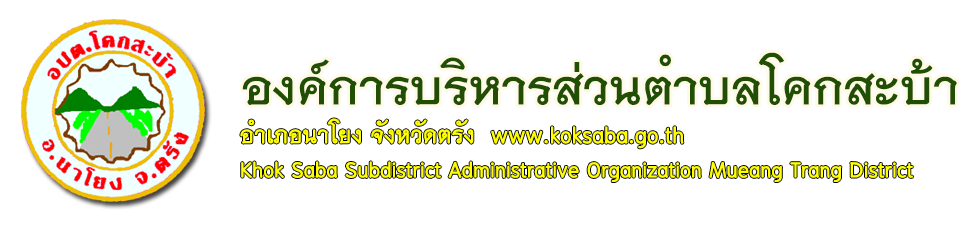 อปต.โคกสะบ้า
อ.นาโยง จ.ตรัง
องค์การบริหารส่วนตำบลโคกสะบ้า
อำเภอนาโยง จังหวัดตรัง www.koksaba.go.th
Khok Saba Subdistrict Administrative Organization Mueang Trang District